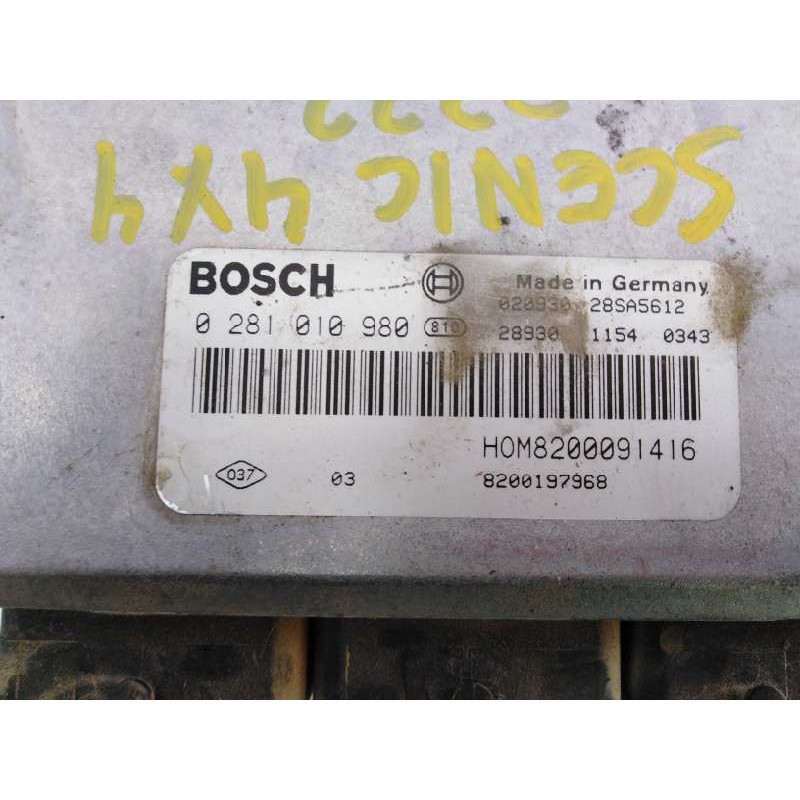 SCENIC 4X4
BOSCH Made in Germany
020930 28SA5612
0 281 010 980 810 28930 1154 0343
HOM8200091416
037 03 8200197968